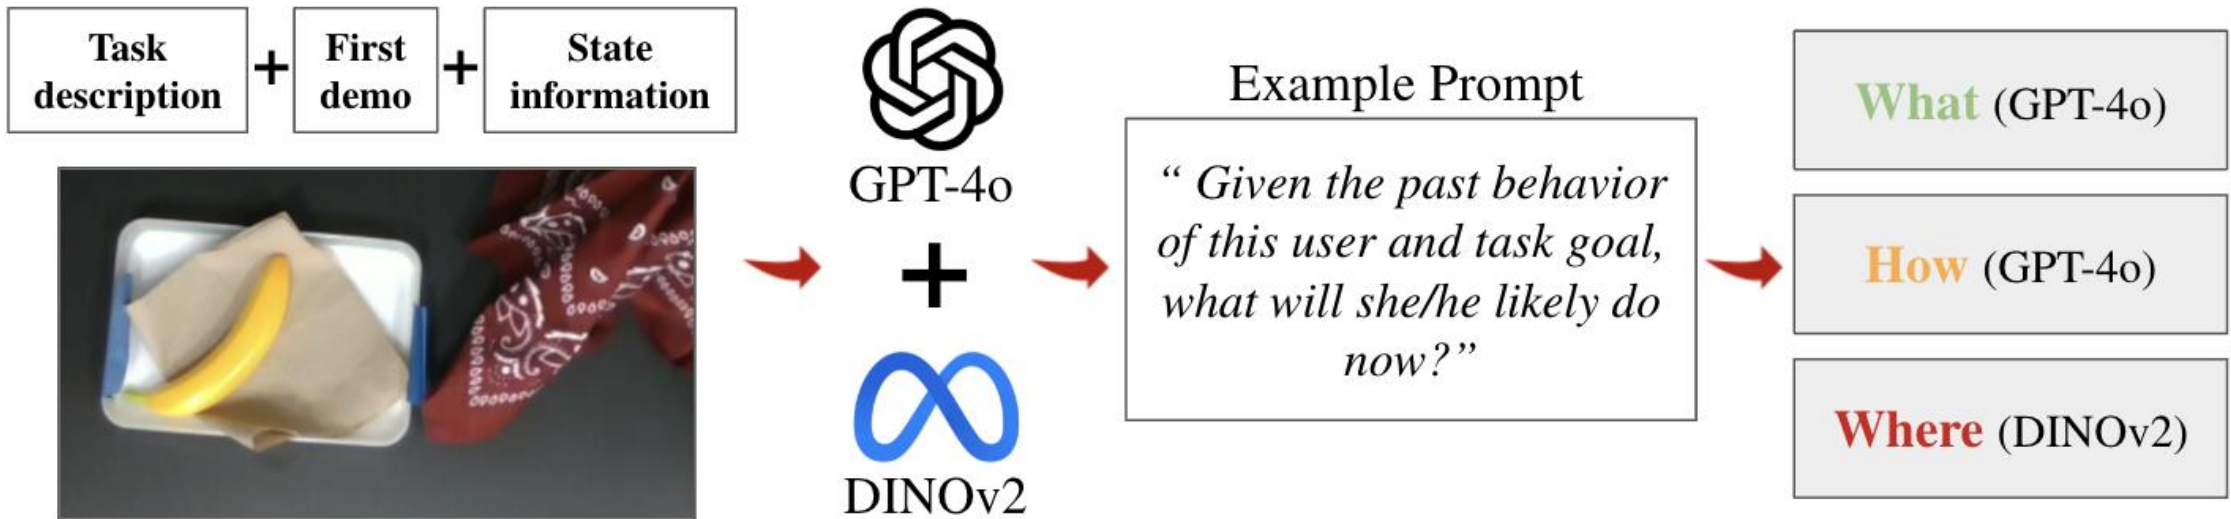 Task
description
+
First
demo
+
State
information
GPT-4o
+
DINOv2
Example Prompt
“ Given the past behavior
of this user and task goal,
what will she/he likely do
now?”
What (GPT-4o)
How (GPT-4o)
Where (DINOv2)